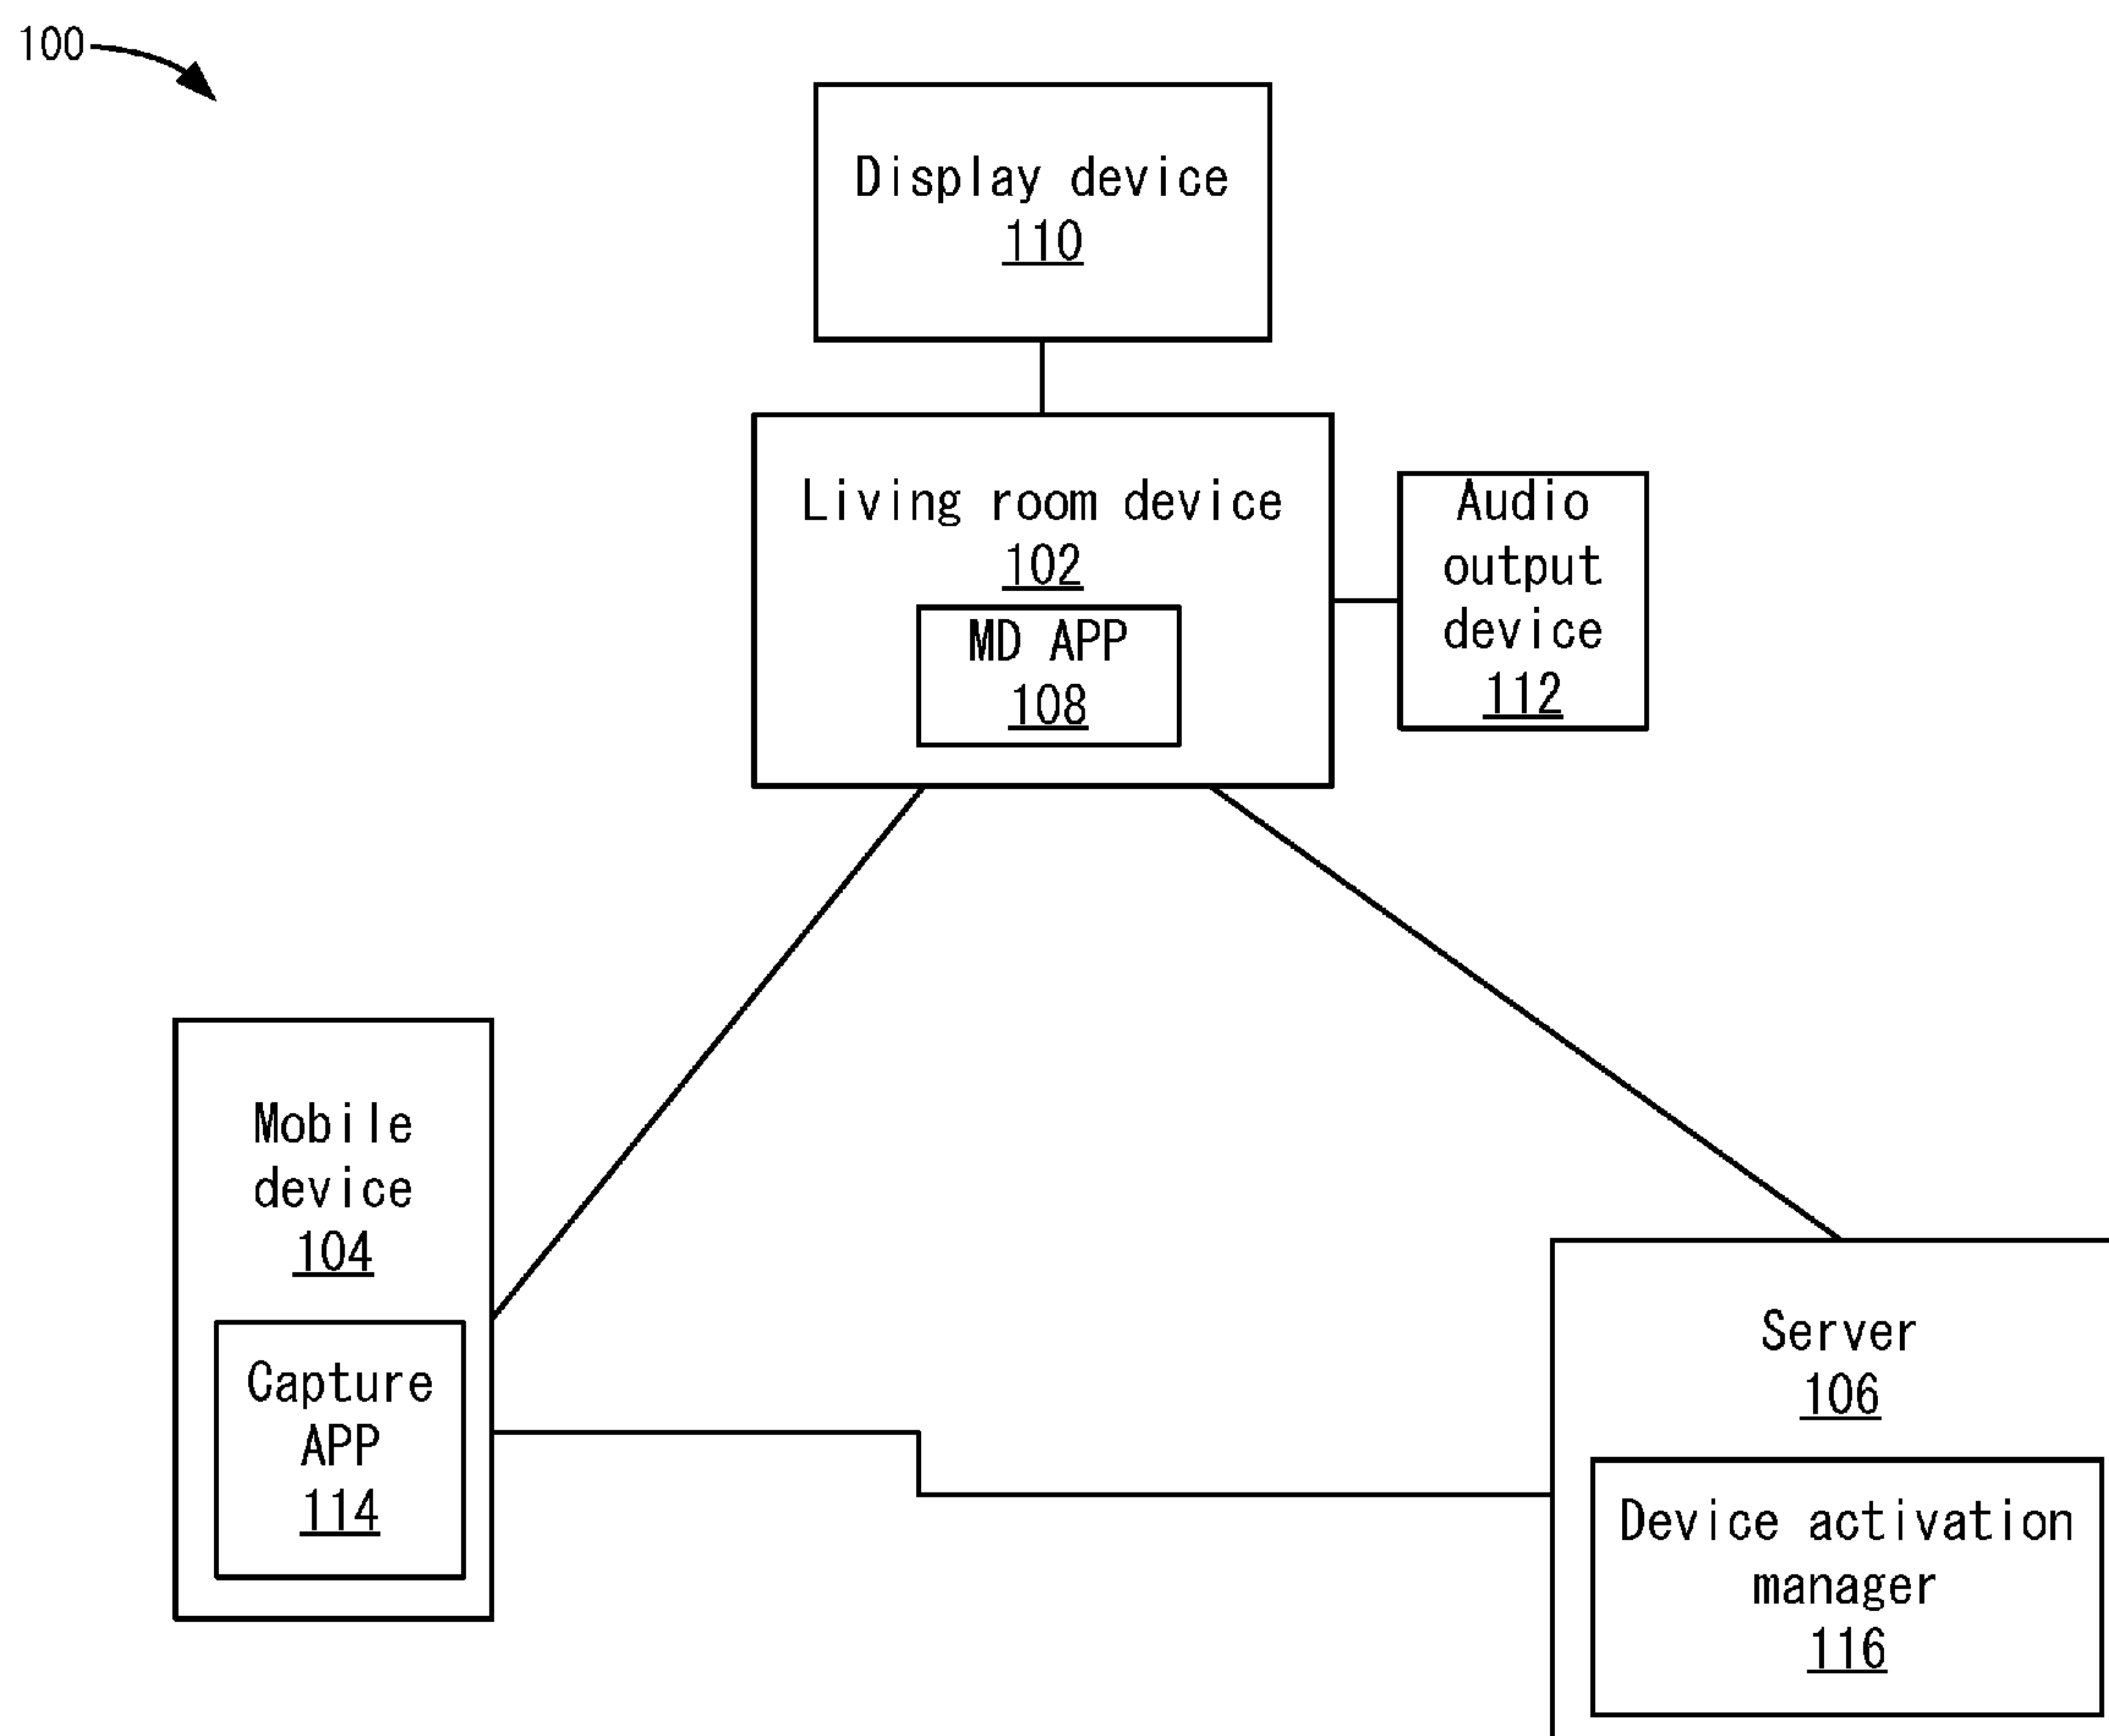 100
Display device
110
Living room device
102
MD APP
108
Audio
output
device
112
Mobile
device
104
Capture
APP
114
Server
106
Device activation
manager
116